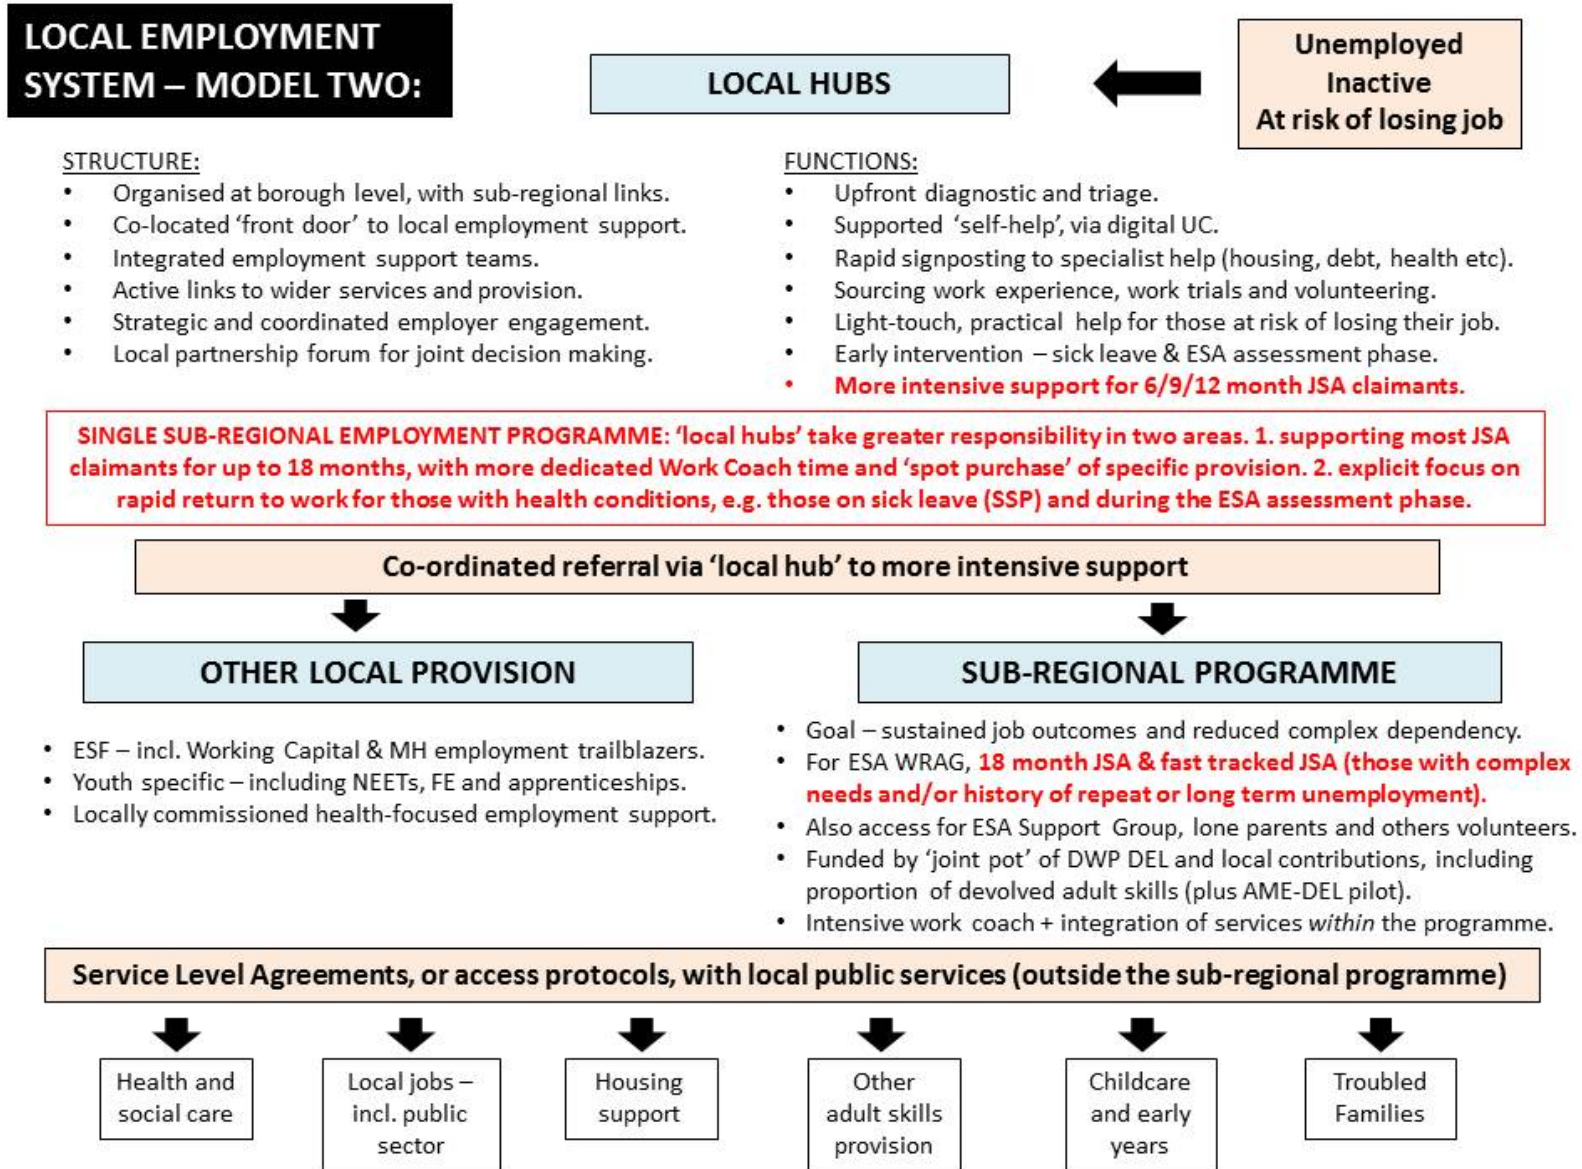 LOCAL EMPLOYMENT
SYSTEM – MODEL TWO:
LOCAL HUBS
Unemployed
Inactive
At risk of losing job
STRUCTURE:
• Organised at borough level, with sub-regional links.
• Co-located ‘front door’ to local employment support.
• Integrated employment support teams.
• Active links to wider services and provision.
• Strategic and coordinated employer engagement.
• Local partnership forum for joint decision making.
FUNCTIONS:
• Upfront diagnostic and triage.
• Supported ‘self-help’, via digital UC.
• Rapid signposting to specialist help (housing, debt, health etc).
• Sourcing work experience, work trials and volunteering.
• Light-touch, practical help for those at risk of losing their job.
• Early intervention – sick leave & ESA assessment phase.
• More intensive support for 6/9/12 month JSA claimants.
SINGLE SUB-REGIONAL EMPLOYMENT PROGRAMME: ‘local hubs’ take greater responsibility in two areas. 1. supporting most JSA
claimants for up to 18 months, with more dedicated Work Coach time and ‘spot purchase’ of specific provision. 2. explicit focus on
rapid return to work for those with health conditions, e.g. those on sick leave (SSP) and during the ESA assessment phase.
Co-ordinated referral via ‘local hub’ to more intensive support
OTHER LOCAL PROVISION
• ESF – incl. Working Capital & MH employment trailblazers.
• Youth specific – including NEETs, FE and apprenticeships.
• Locally commissioned health-focused employment support.
SUB-REGIONAL PROGRAMME
• Goal – sustained job outcomes and reduced complex dependency.
• For ESA WRAG, 18 month JSA & fast tracked JSA (those with complex
needs and/or history of repeat or long term unemployment).
• Also access for ESA Support Group, lone parents and others volunteers.
• Funded by ‘joint pot’ of DWP DEL and local contributions, including
proportion of devolved adult skills (plus AME-DEL pilot).
• Intensive work coach + integration of services within the programme.
Service Level Agreements, or access protocols, with local public services (outside the sub-regional programme)
Health and
social care
Local jobs –
incl. public
sector
Housing
support
Other
adult skills
provision
Childcare
and early
years
Troubled
Families